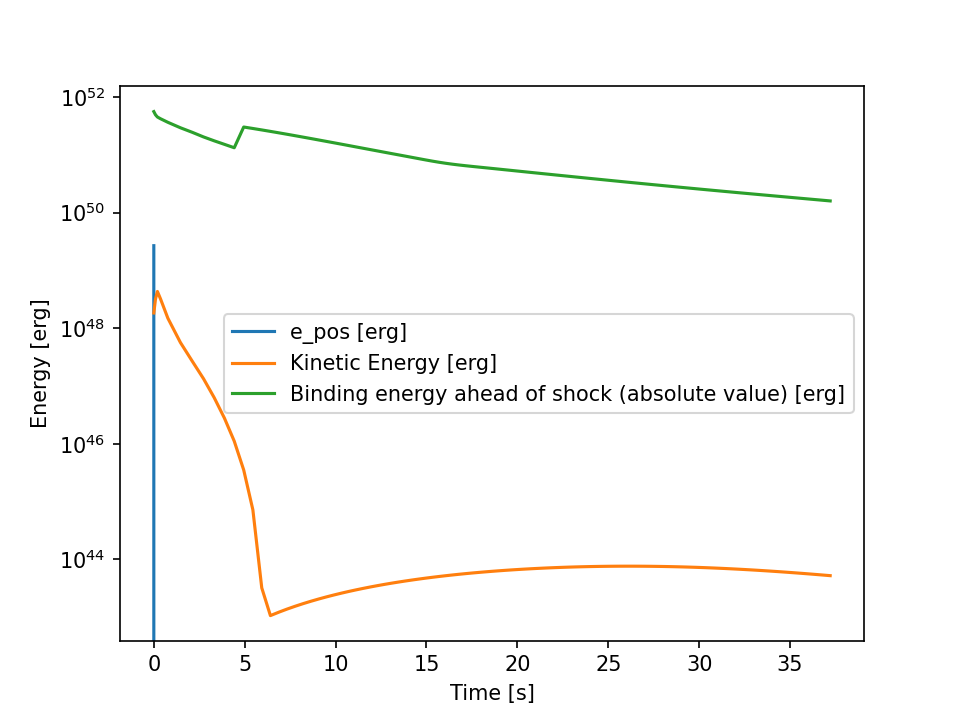 10^52
10^50
10^48
10^46
10^44
Energy [erg]
e_pos [erg]
Kinetic Energy [erg]
Binding energy ahead of shock (absolute value) [erg]
0 5 10 15 20 25 30 35
Time [s]